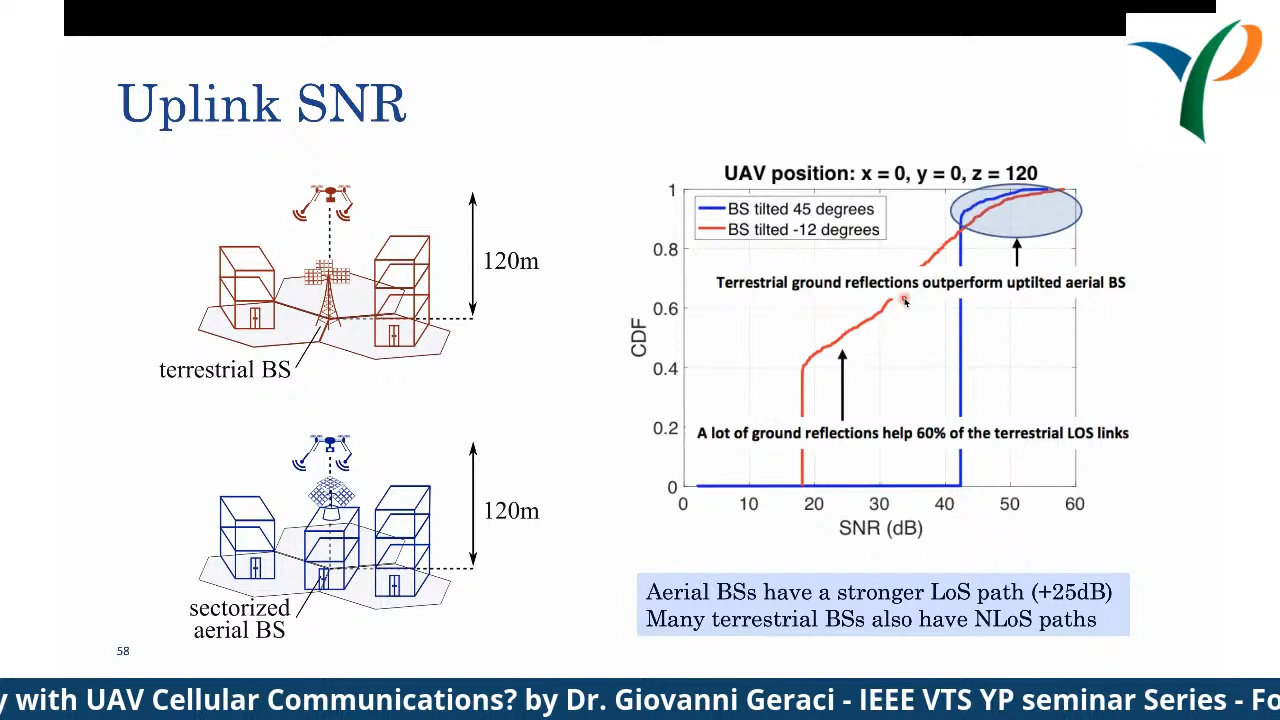 Uplink SNR
120m
terrestrial BS
120m
sectorized
aerial BS
58
UAV position: x = 0, y = 0, z = 120
BS tilted 45 degrees
BS tilted -12 degrees
1
0.8
0.6
0.4
0.2
0
CDF
Terrestrial ground reflections outperform uptilted aerial BS
A lot of ground reflections help 60% of the terrestrial LOS links
0 10 20 30 40 50 60
SNR (dB)
Aerial BSs have a stronger LoS path (+25dB)
Many terrestrial BSs also have NLoS paths
y with UAV Cellular Communications? by Dr. Giovanni Geraci - IEEE VTS YP seminar Series - Fo